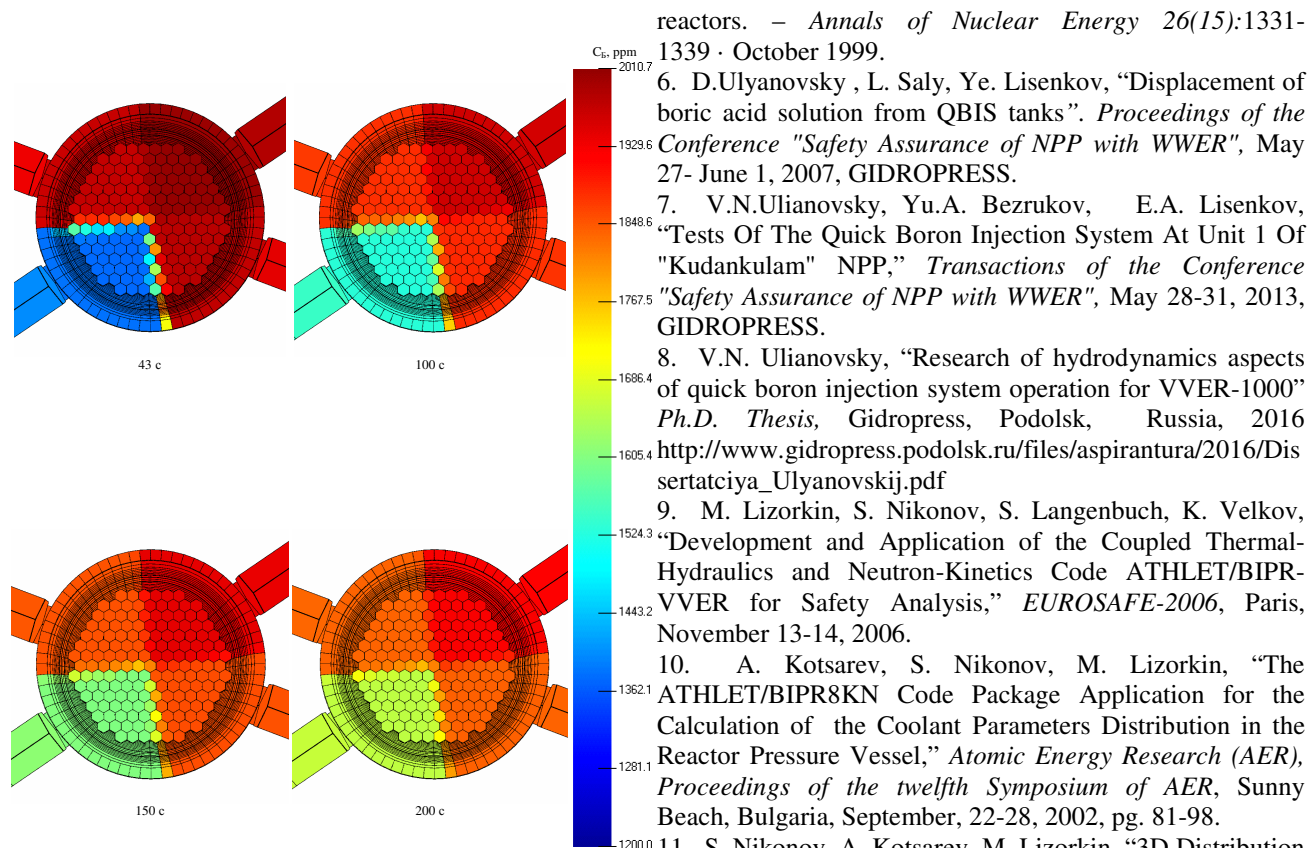 C_Б, ppm
2010.7
1929.6
1848.6
1767.5
1686.4
1605.4
1524.3
1443.2
1362.1
1281.1
1200.0
43 c
100 c
150 c
200 c
reactors. – Annals of Nuclear Energy 26(15):1331-
1339 · October 1999.
6. D.Ulyanovsky , L. Saly, Ye. Lisenkov, “Displacement of
boric acid solution from QBIS tanks”. Proceedings of the
Conference "Safety Assurance of NPP with WWER", May
27- June 1, 2007, GIDROPRESS.
7. V.N.Ulianovsky, Yu.A. Bezrukov, E.A. Lisenkov,
“Tests Of The Quick Boron Injection System At Unit 1 Of
"Kudankulam" NPP,” Transactions of the Conference
"Safety Assurance of NPP with WWER", May 28-31, 2013,
GIDROPRESS.
8. V.N. Ulianovsky, “Research of hydrodynamics aspects
of quick boron injection system operation for VVER-1000”
Ph.D. Thesis, Gidropress, Podolsk, Russia, 2016
http://www.gidropress.podolsk.ru/files/aspirantura/2016/Dis
sertatciya_Ulyanovskij.pdf
9. M. Lizorkin, S. Nikonov, S. Langenbuch, K. Velkov,
“Development and Application of the Coupled Thermal-
Hydraulics and Neutron-Kinetics Code ATHLET/BIPR-
VVER for Safety Analysis,” EUROSAFE-2006, Paris,
November 13-14, 2006.
10. A. Kotsarev, S. Nikonov, M. Lizorkin, “The
ATHLET/BIPR8KN Code Package Application for the
Calculation of the Coolant Parameters Distribution in the
Reactor Pressure Vessel,” Atomic Energy Research (AER),
Proceedings of the twelfth Symposium of AER, Sunny
Beach, Bulgaria, September, 22-28, 2002, pg. 81-98.
11. S. Nikonov, A. Kotsarev, M. Lizorkin, “3D Distribution